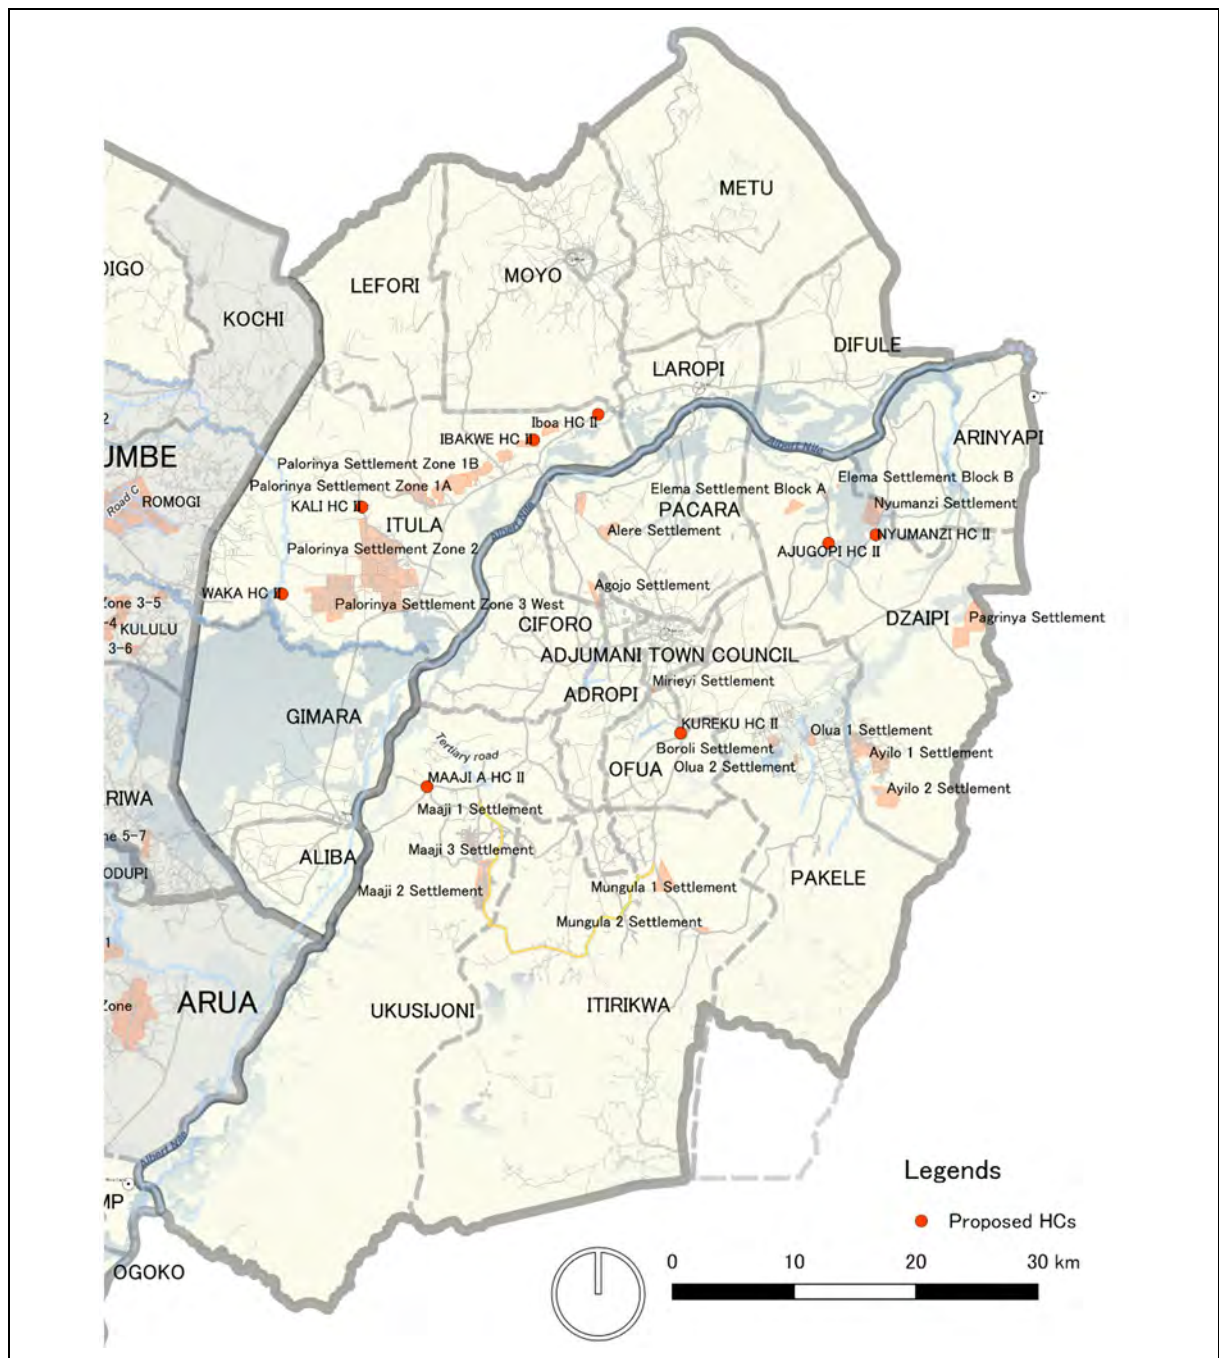 METU
DIGO
MOYO
LEFORI
KOCHI
DIFULE
LAROPI
2
Iboa HC II
ARINYAPI
IBAKWE HC II
Albert Nile
UMBE
Palorinya Settlement Zone 1B
Elema Settlement Block B
Palorinya Settlement Zone 1A
Elema Settlement Block A
Road C
ROMOGI
KALI HC II
PACARA
Nyumanzi Settlement
ITULA
Albert Nile
Alere Settlement
NYUMANZI HC II
Palorinya Settlement Zone 2
AJUGOPI HC II
Agojo Settlement
WAKA HC II
Zone 3-5
Palorinya Settlement Zone 3 West
-4
KULULU
CIFORO
DZAIPI
Pagrinya Settlement
3-6
ADJUMANI TOWN COUNCIL
Mirieyi Settlement
ADROPI
GIMARA
KUREKU HC II
Olua 1 Settlement
Tertiary road
Boroli Settlement
Ayilo 1 Settlement
OFUA
Olua 2 Settlement
MAAJI A HC II
Ayilo 2 Settlement
RIWA
Maaji 1 Settlement
ne 5-7
Maaji 3 Settlement
ALIBA
ODUPI
PAKELE
Maaji 2 Settlement
Mungula 1 Settlement
Mungula 2 Settlement
1
ARUA
Zone
UKUSIJONI
ITIRIKWA
Albert Nile
MP
OGOKO
Legends
Proposed HCs
0 10 20 30 km